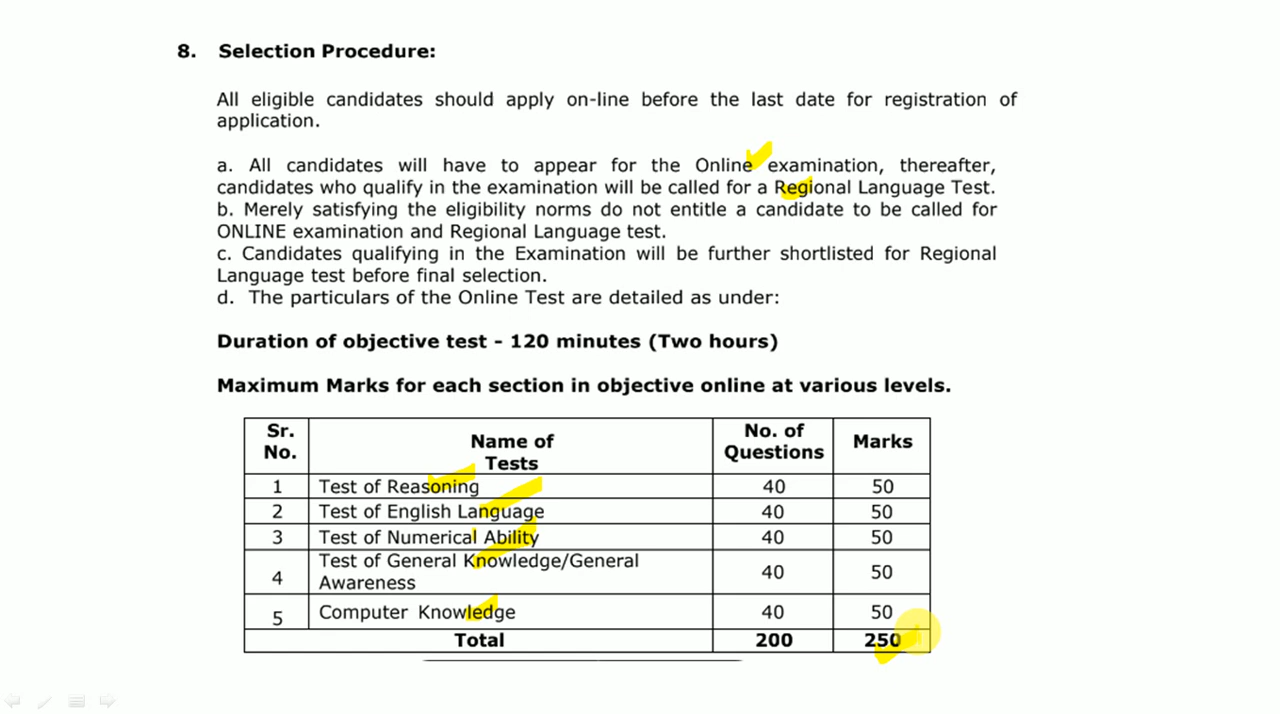 8. Selection Procedure:
All eligible candidates should apply on-line before the last date for registration of
application.
a. All candidates will have to appear for the Online examination, thereafter,
candidates who qualify in the examination will be called for a Regional Language Test.
b. Merely satisfying the eligibility norms do not entitle a candidate to be called for
ONLINE examination and Regional Language test.
c. Candidates qualifying in the Examination will be further shortlisted for Regional
Language test before final selection.
d. The particulars of the Online Test are detailed as under:
Duration of objective test - 120 minutes (Two hours)
Maximum Marks for each section in objective online at various levels.
Sr. No. Name of Tests No. of Questions Marks
1 Test of Reasoning 40 50
2 Test of English Language 40 50
3 Test of Numerical Ability 40 50
4 Test of General Knowledge/General Awareness 40 50
5 Computer Knowledge 40 50
Total 200 250